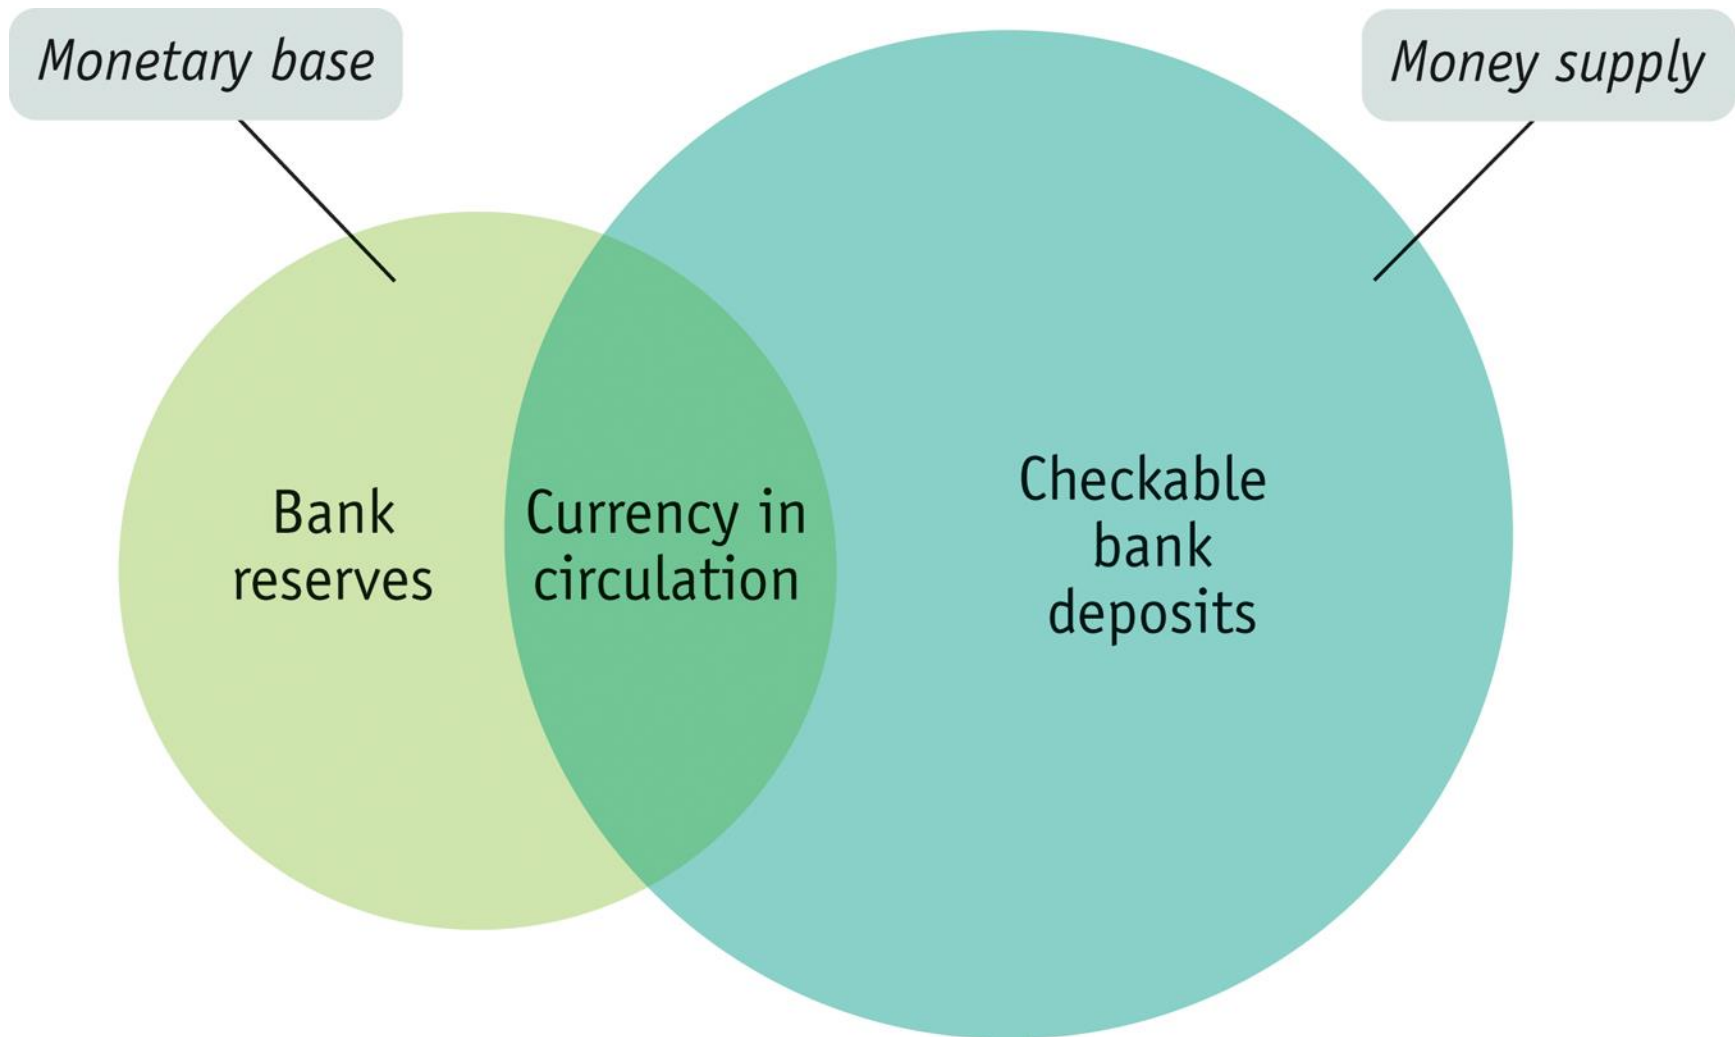 Monetary base
Money supply
Bank
reserves
Currency in
circulation
Checkable
bank
deposits